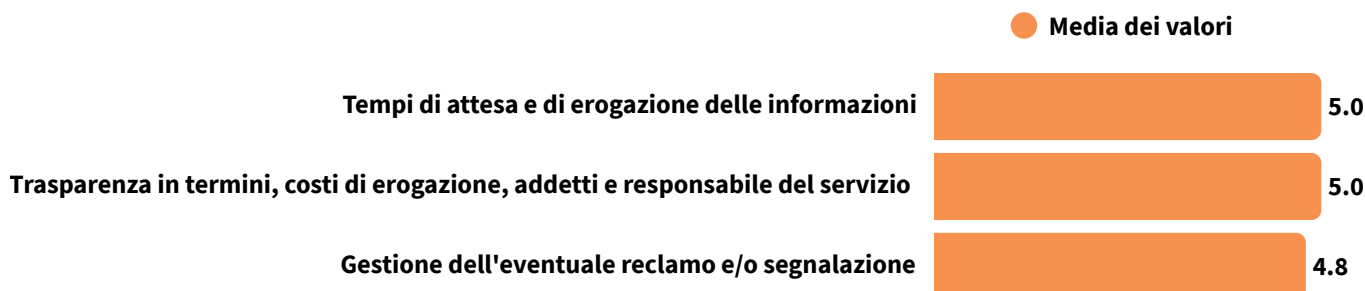 Media dei valori
Tempi di attesa e di erogazione delle informazioni 5.0
Trasparenza in termini, costi di erogazione, addetti e responsabile del servizio 5.0
Gestione dell'eventuale reclamo e/o segnalazione 4.8